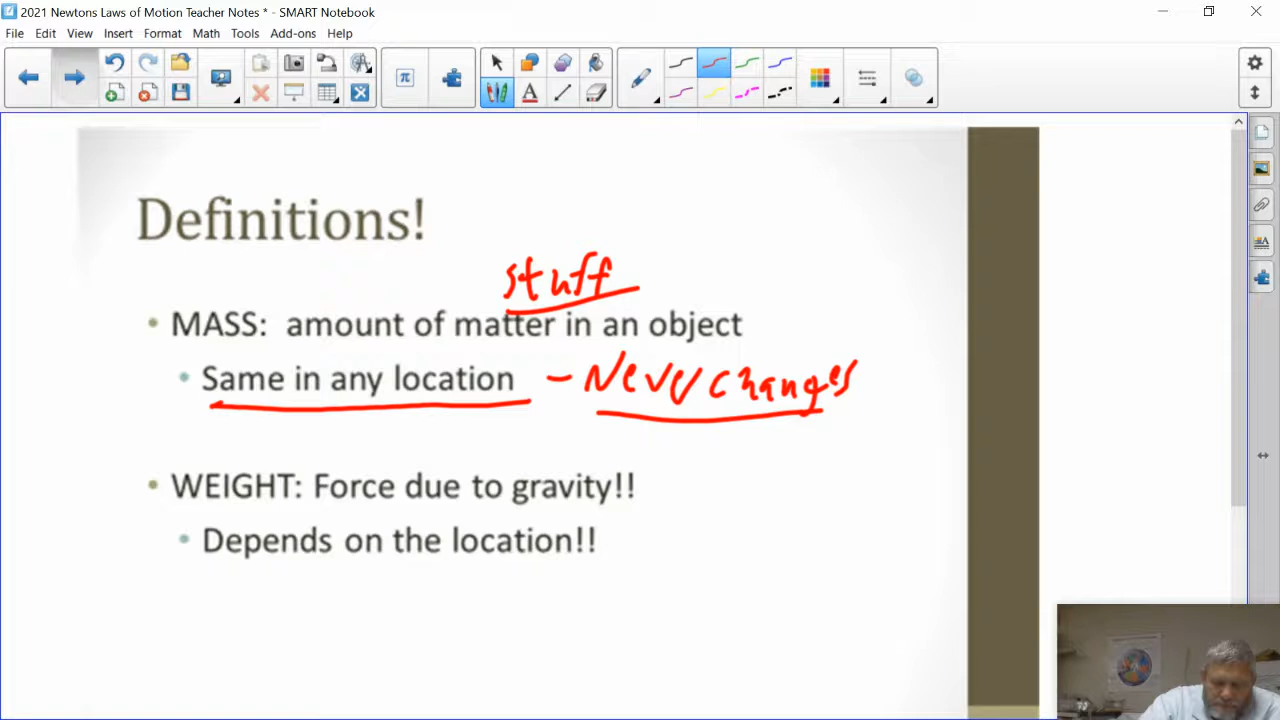 2021 Newtons Laws of Motion Teacher Notes * - SMART Notebook
File Edit View Insert Format Math Tools Add-ons Help
Definitions!
stuff
• MASS: amount of matter in an object
• Same in any location - Never changes
• WEIGHT: Force due to gravity!!
• Depends on the location!!